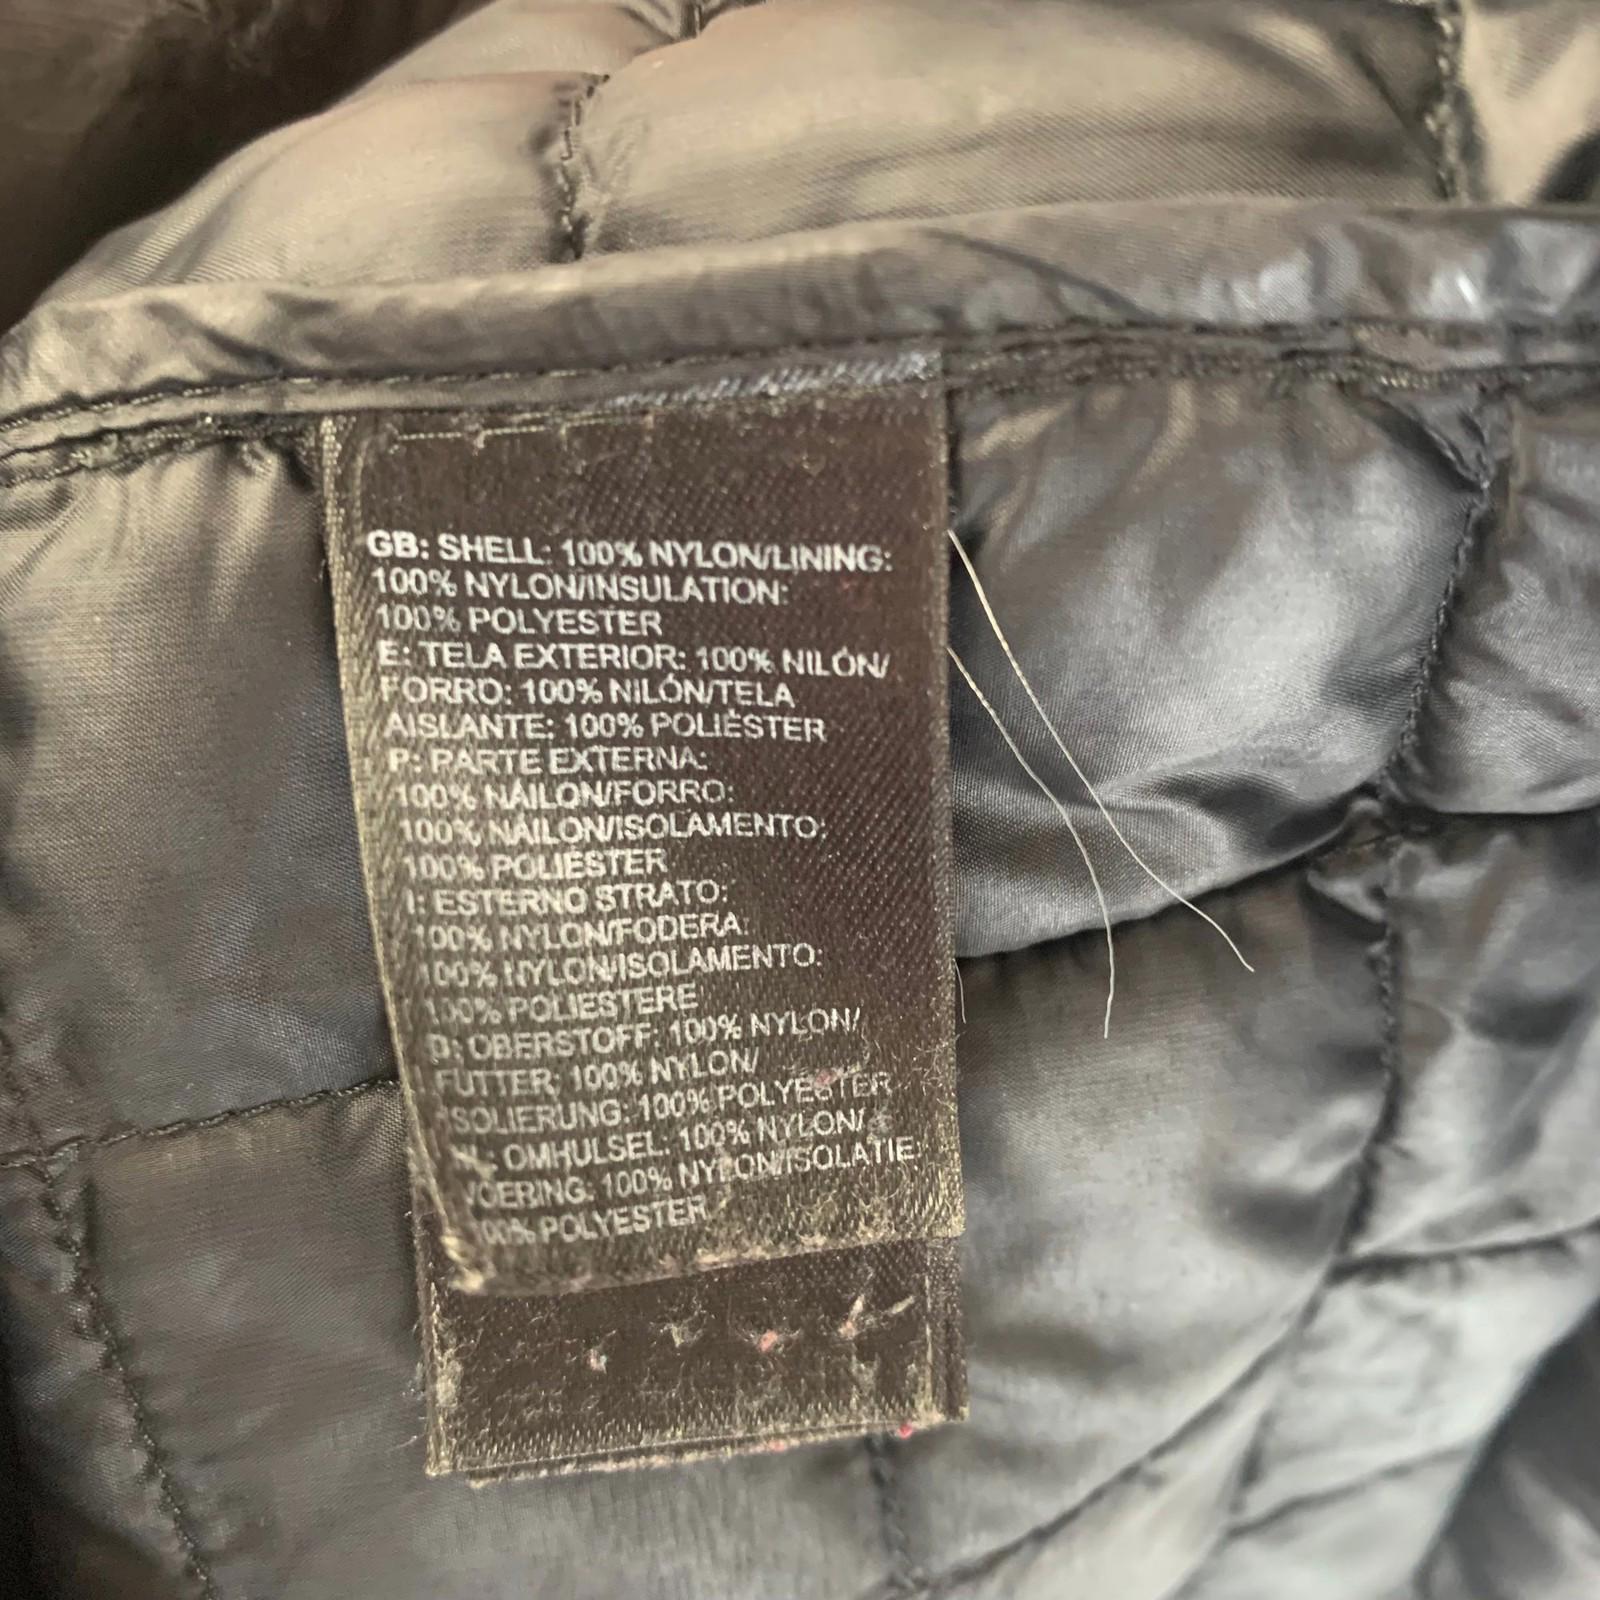 GB: SHELL: 100% NYLON/LINING:
100% NYLON/INSULATION:
100% POLYESTER
E: TELA EXTERIOR: 100% NILÓN/
FORRO: 100% NILÓN/TELA
AISLANTE: 100% POLIÉSTER
P: PARTE EXTERNA:
100% NÁILON/FORRO:
100% NÁILON/ISOLAMENTO:
100% POLIÉSTER
I: ESTERNO STRATO:
100% NYLON/FODERA:
100% NYLON/ISOLAMENTO:
100% POLIESTERE
D: OBERSTOFF: 100% NYLON/
FUTTER: 100% NYLON/
ISOLIERUNG: 100% POLYESTER
NL: OMHULSEL: 100% NYLON/
VOERING: 100% NYLON/ISOLATIE:
100% POLYESTER